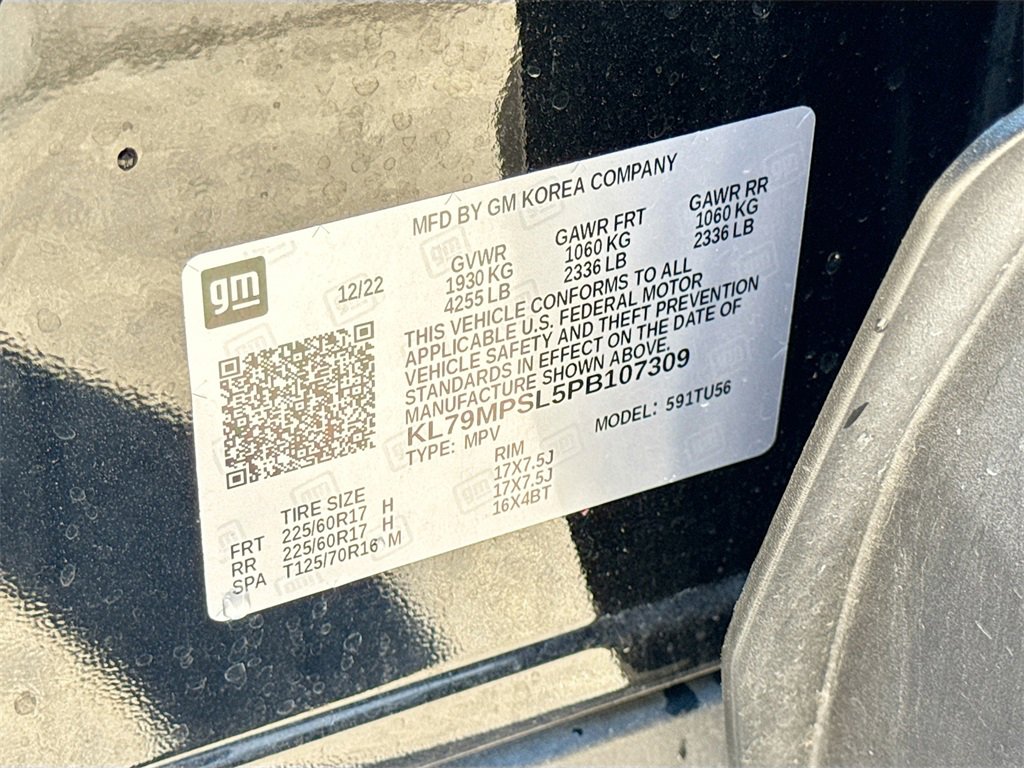 MFD BY GM KOREA COMPANY
gm
12/22
GVWR GAWR FRT GAWR RR
1930 KG 1060 KG 1060 KG
4255 LB 2336 LB 2336 LB
THIS VEHICLE CONFORMS TO ALL
APPLICABLE U.S. FEDERAL MOTOR
VEHICLE SAFETY AND THEFT PREVENTION
STANDARDS IN EFFECT ON THE DATE OF
MANUFACTURE SHOWN ABOVE.
KL79MPSL5PB107309
TYPE: MPV MODEL: 591TU56
TIRE SIZE RIM
FRT 225/60R17 H 17X7.5J
RR 225/60R17 H 17X7.5J
SPA T125/70R16 M 16X4BT